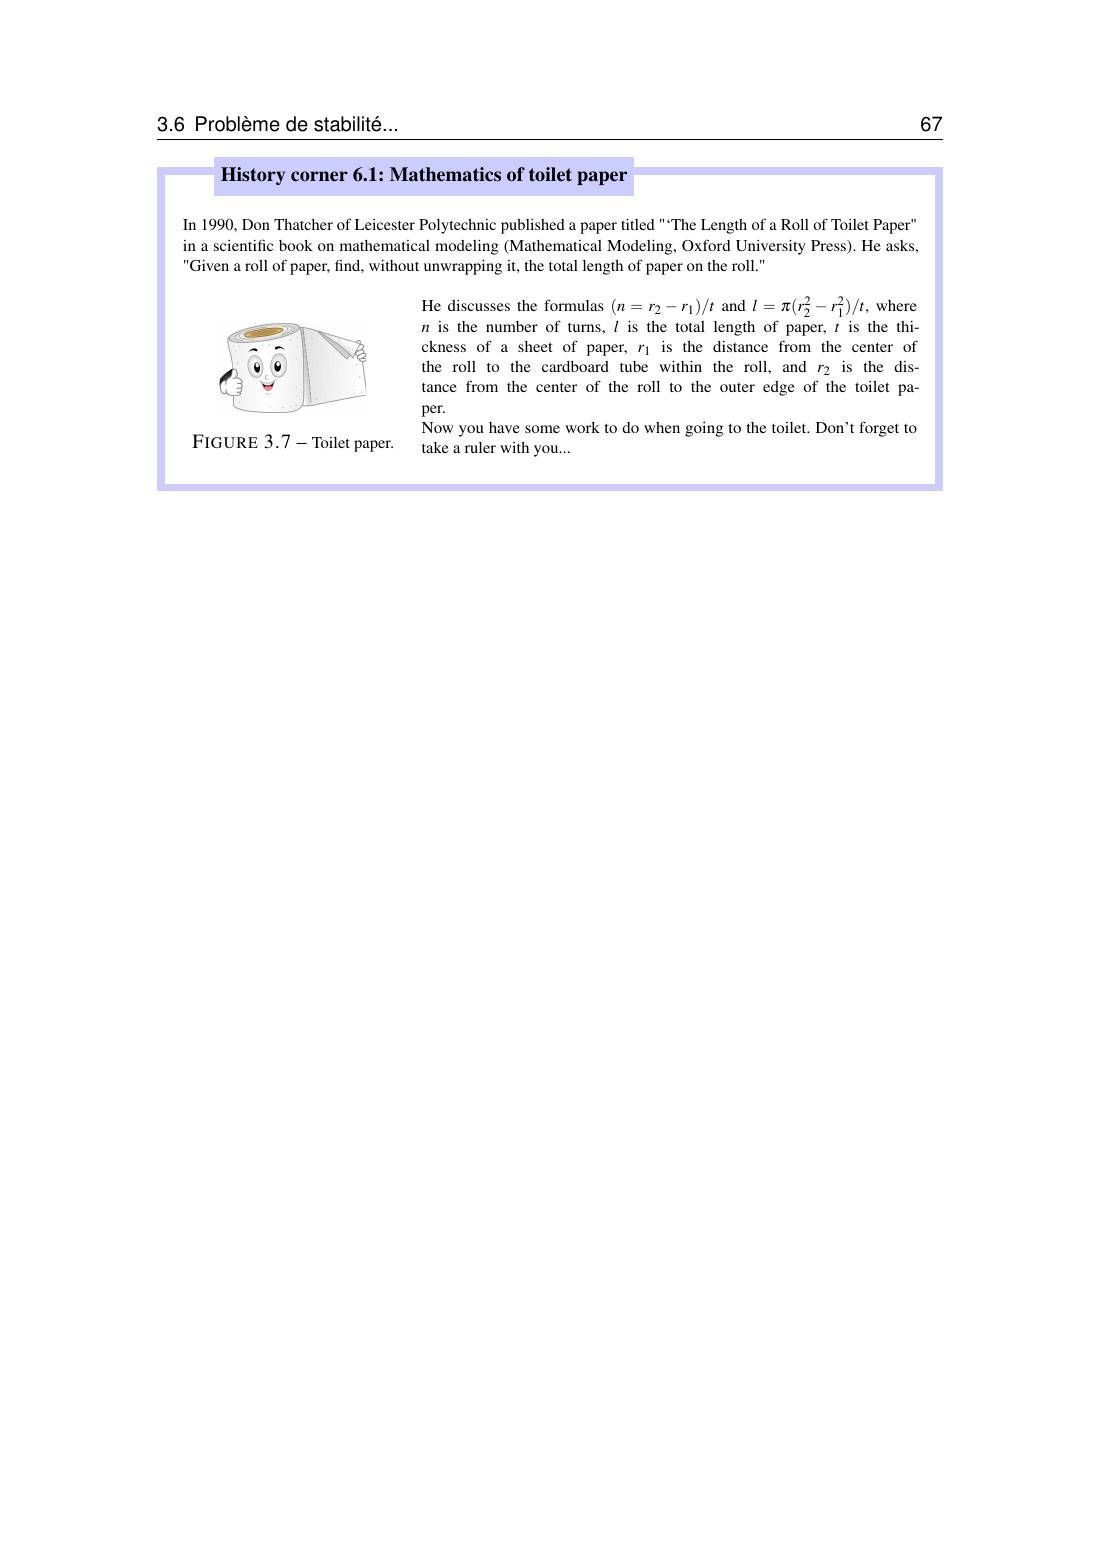 3.6 Problème de stabilité... 67
History corner 6.1: Mathematics of toilet paper
In 1990, Don Thatcher of Leicester Polytechnic published a paper titled "‘The Length of a Roll of Toilet Paper"
in a scientific book on mathematical modeling (Mathematical Modeling, Oxford University Press). He asks,
"Given a roll of paper, find, without unwrapping it, the total length of paper on the roll."
He discusses the formulas (n = r₂ − r₁)/t and l = π(r₂² − r₁²)/t, where
n is the number of turns, l is the total length of paper, t is the thi-
ckness of a sheet of paper, r₁ is the distance from the center of
the roll to the cardboard tube within the roll, and r₂ is the dis-
tance from the center of the roll to the outer edge of the toilet pa-
per.
Now you have some work to do when going to the toilet. Don’t forget to
take a ruler with you...
FIGURE 3.7 – Toilet paper.